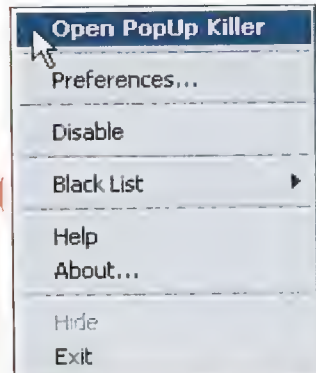 Open PopUp Killer
Preferences...
Disable
Black List
Help
About...
Hide
Exit